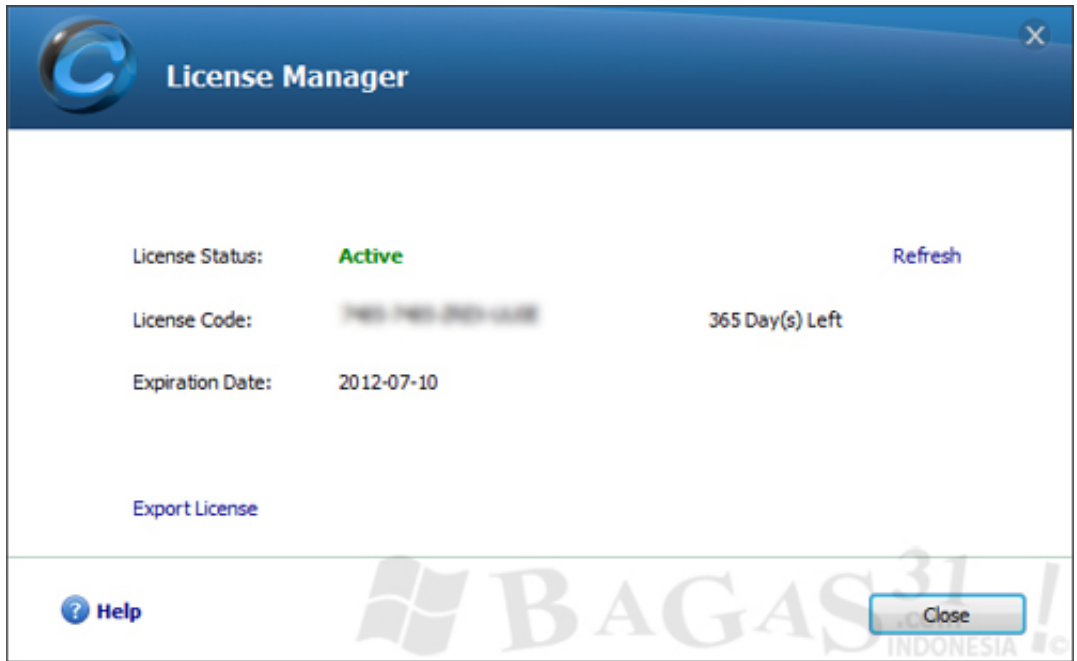 License Manager
License Status: Active Refresh
License Code: 365 Day(s) Left
Expiration Date: 2012-07-10
Export License
Help
BAGAS31 !
.com
Close
INDONESIA ©